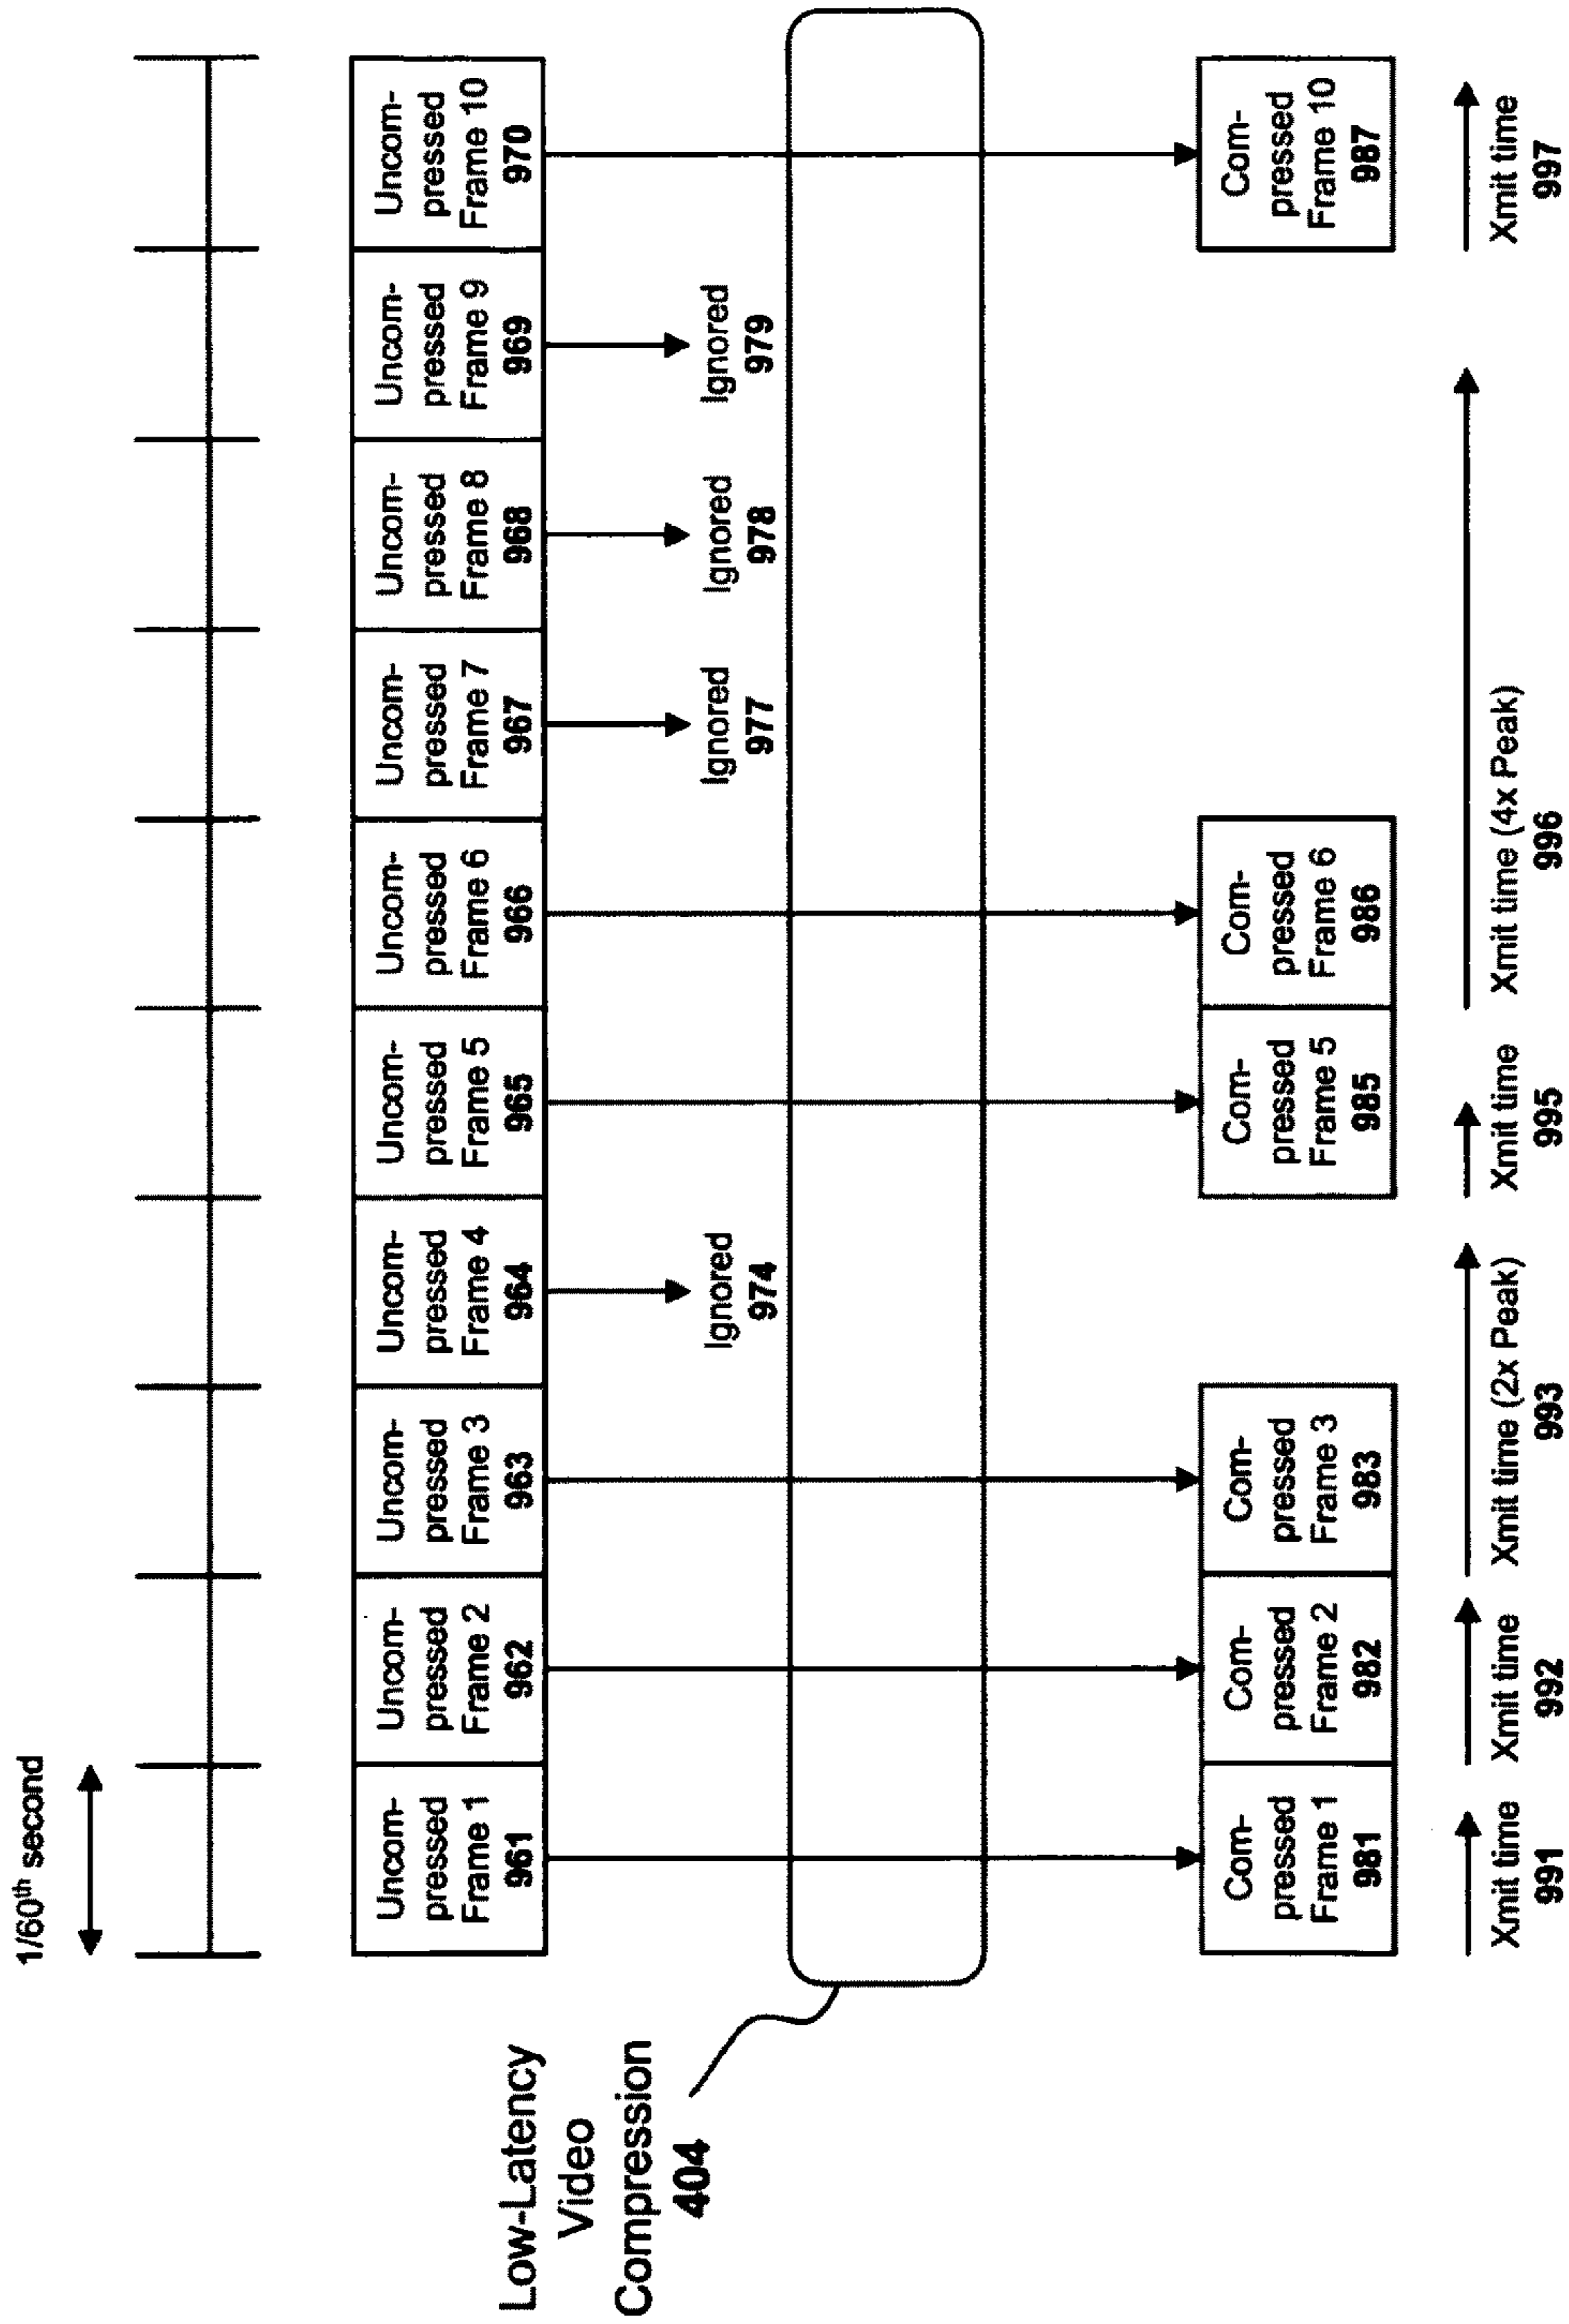 1/60th second
Uncom-
pressed
Frame 1
961
Uncom-
pressed
Frame 2
962
Uncom-
pressed
Frame 3
963
Uncom-
pressed
Frame 4
964
Uncom-
pressed
Frame 5
965
Uncom-
pressed
Frame 6
966
Uncom-
pressed
Frame 7
967
Uncom-
pressed
Frame 8
968
Uncom-
pressed
Frame 9
969
Uncom-
pressed
Frame 10
970
Ignored
974
Ignored
977
Ignored
978
Ignored
979
Low-Latency
Video
Compression
404
Com-
pressed
Frame 1
981
Com-
pressed
Frame 2
982
Com-
pressed
Frame 3
983
Com-
pressed
Frame 5
985
Com-
pressed
Frame 6
986
Com-
pressed
Frame 10
987
Xmit time
991
Xmit time
992
Xmit time (2x Peak)
993
Xmit time
995
Xmit time (4x Peak)
996
Xmit time
997